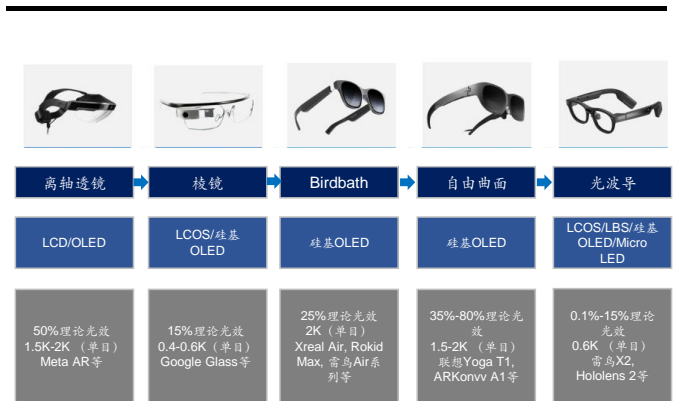 离轴透镜
棱镜
Birdbath
自由曲面
光波导
LCD/OLED
LCOS/硅基
OLED
硅基OLED
硅基OLED
LCOS/LBS/硅基
OLED/Micro
LED
50%理论光效
1.5K-2K （单目）
Meta AR等
15%理论光效
0.4-0.6K （单目）
Google Glass等
25%理论光效
2K （单目）
Xreal Air, Rokid
Max, 雷鸟Air系
列等
35%-80%理论光
效
1.5-2K （单目）
联想Yoga T1,
ARKonvv A1等
0.1%-15%理论
光效
0.6K （单目）
雷鸟X2,
Hololens 2等